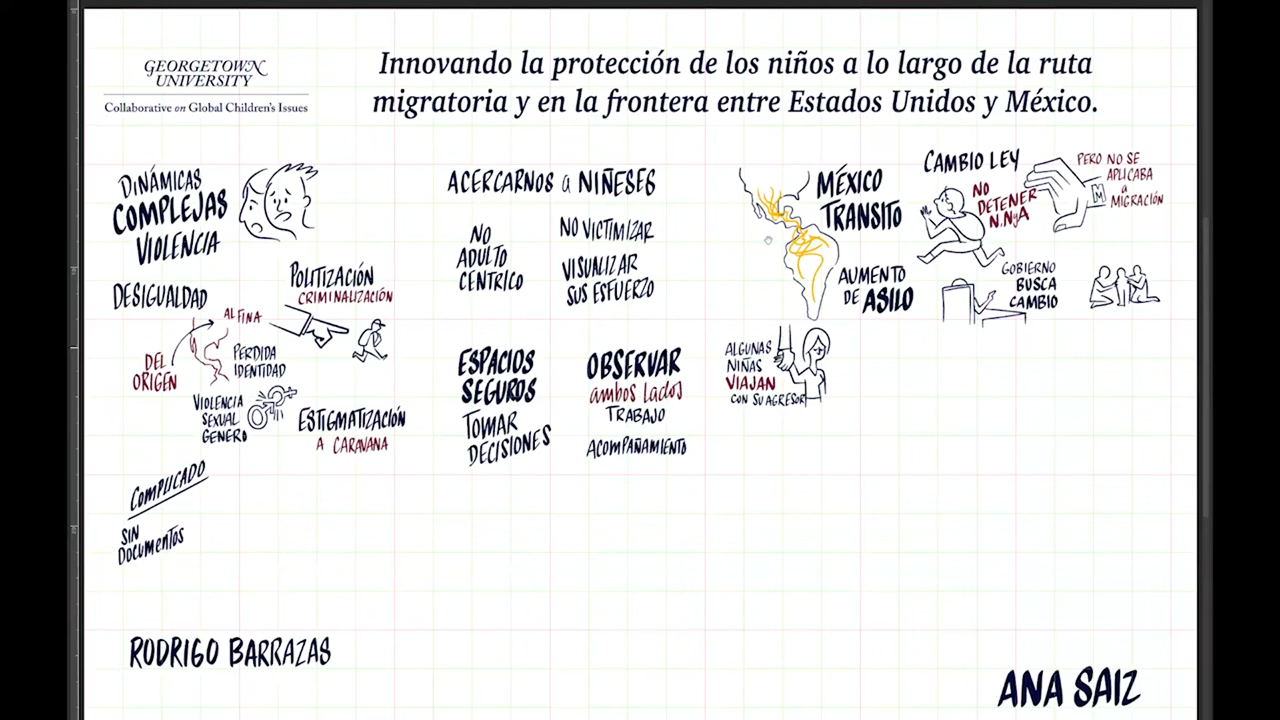 GEORGETOWN
UNIVERSITY
Collaborative on Global Children's Issues
Innovando la protección de los niños a lo largo de la ruta
migratoria y en la frontera entre Estados Unidos y México.
DINÁMICAS
COMPLEJAS
VIOLENCIA
DESIGUALDAD
POLITIZACIÓN
CRIMINALIZACIÓN
AL FINA
DEL
ORIGEN
PERDIDA
IDENTIDAD
VIOLENCIA
SEXUAL
GENERO
ESTIGMATIZACIÓN
A CARAVANA
COMPLICADO
SIN
DOCUMENTOS
RODRIGO BARRAZAS
ACERCARNOS a NIÑESES
NO
ADULTO
CENTRICO
NO VICTIMIZAR
VISUALIZAR
SUS ESFUERZO
ESPACIOS
SEGUROS
TOMAR
DECISIONES
OBSERVAR
ambos lados
TRABAJO
ACOMPAÑAMIENTO
MÉXICO
TRANSITO
AUMENTO
DE ASILO
ALGUNAS
NIÑAS
VIAJAN
CON SU AGRESOR
CAMBIO LEY
NO
DETENER
N.NyA
M
PERO NO SE
APLICABA
a
MIGRACIÓN
GOBIERNO
BUSCA
CAMBIO
ANA SAIZ